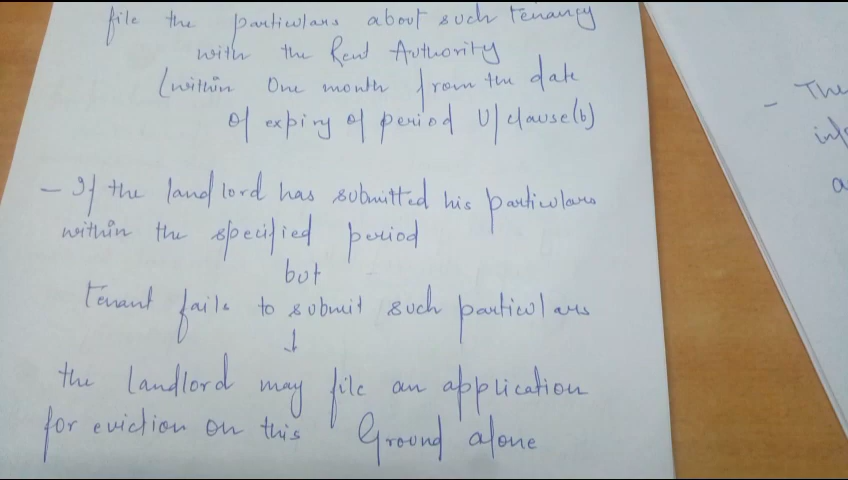 file the particulars about such tenancy
with the Rent Authority
(within One month from the date
Of expiry of period U/ clause(b)
- If the landlord has submitted his particulars
within the specified period
but
Tenant fails to submit such particulars
↓
the landlord may file an application
for eviction on this Ground alone
- The